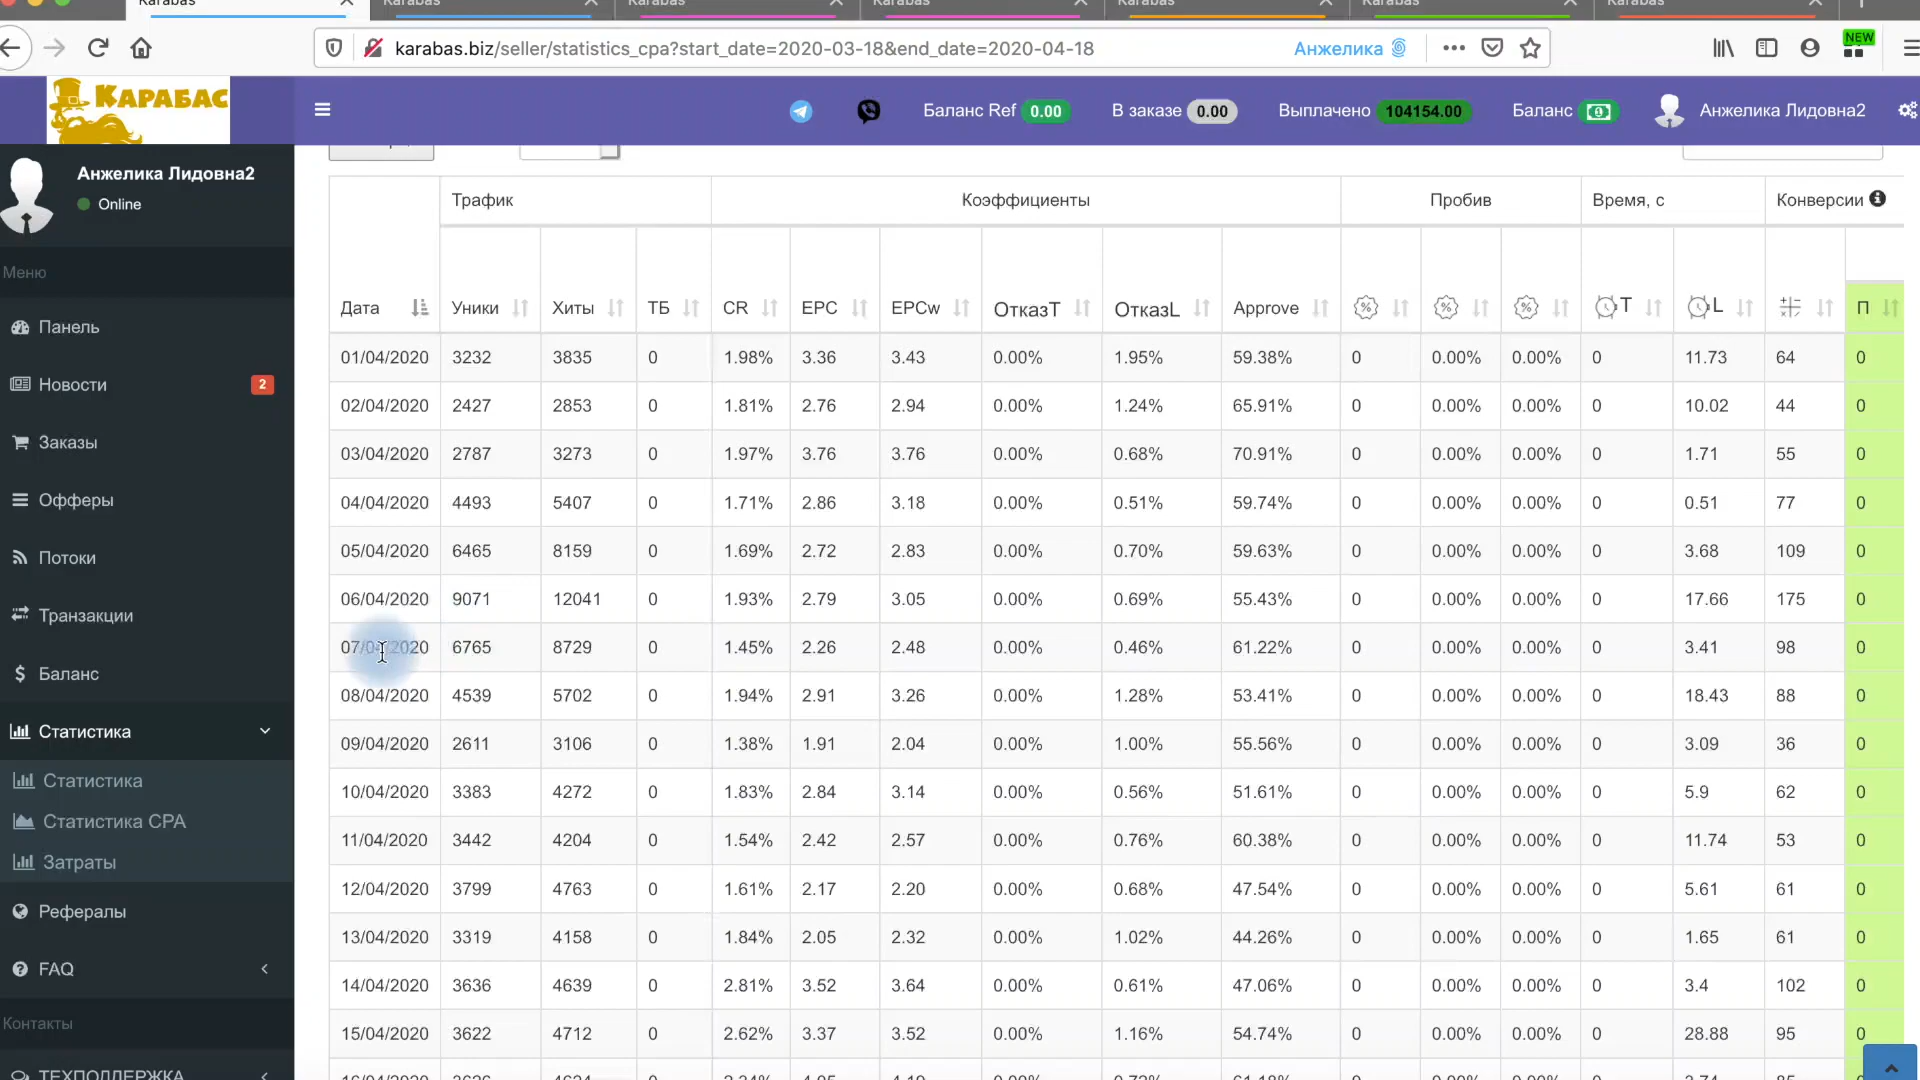 Karabas Karabas Karabas Karabas Karabas Karabas Karabas
karabas.biz/seller/statistics_cpa?start_date=2020-03-18&end_date=2020-04-18 Анжелика NEW
КАРАБАС Баланс Ref 0.00 В заказе 0.00 Выплачено 104154.00 Баланс Анжелика Лидовна2
Анжелика Лидовна2
Online
Меню
Панель
Новости 2
Заказы
Офферы
Потоки
Транзакции
Баланс
Статистика
Статистика
Статистика CPA
Затраты
Рефералы
FAQ
Контакты
ТЕХПОДДЕРЖКА
Трафик Коэффициенты Пробив Время, с Конверсии
Дата Уники Хиты ТБ CR EPC EPCw ОтказT ОтказL Approve % % % T L П
01/04/2020 3232 3835 0 1.98% 3.36 3.43 0.00% 1.95% 59.38% 0 0.00% 0.00% 0 11.73 64 0
02/04/2020 2427 2853 0 1.81% 2.76 2.94 0.00% 1.24% 65.91% 0 0.00% 0.00% 0 10.02 44 0
03/04/2020 2787 3273 0 1.97% 3.76 3.76 0.00% 0.68% 70.91% 0 0.00% 0.00% 0 1.71 55 0
04/04/2020 4493 5407 0 1.71% 2.86 3.18 0.00% 0.51% 59.74% 0 0.00% 0.00% 0 0.51 77 0
05/04/2020 6465 8159 0 1.69% 2.72 2.83 0.00% 0.70% 59.63% 0 0.00% 0.00% 0 3.68 109 0
06/04/2020 9071 12041 0 1.93% 2.79 3.05 0.00% 0.69% 55.43% 0 0.00% 0.00% 0 17.66 175 0
07/04/2020 6765 8729 0 1.45% 2.26 2.48 0.00% 0.46% 61.22% 0 0.00% 0.00% 0 3.41 98 0
08/04/2020 4539 5702 0 1.94% 2.91 3.26 0.00% 1.28% 53.41% 0 0.00% 0.00% 0 18.43 88 0
09/04/2020 2611 3106 0 1.38% 1.91 2.04 0.00% 1.00% 55.56% 0 0.00% 0.00% 0 3.09 36 0
10/04/2020 3383 4272 0 1.83% 2.84 3.14 0.00% 0.56% 51.61% 0 0.00% 0.00% 0 5.9 62 0
11/04/2020 3442 4204 0 1.54% 2.42 2.57 0.00% 0.76% 60.38% 0 0.00% 0.00% 0 11.74 53 0
12/04/2020 3799 4763 0 1.61% 2.17 2.20 0.00% 0.68% 47.54% 0 0.00% 0.00% 0 5.61 61 0
13/04/2020 3319 4158 0 1.84% 2.05 2.32 0.00% 1.02% 44.26% 0 0.00% 0.00% 0 1.65 61 0
14/04/2020 3636 4639 0 2.81% 3.52 3.64 0.00% 0.61% 47.06% 0 0.00% 0.00% 0 3.4 102 0
15/04/2020 3622 4712 0 2.62% 3.37 3.52 0.00% 1.16% 54.74% 0 0.00% 0.00% 0 28.88 95 0